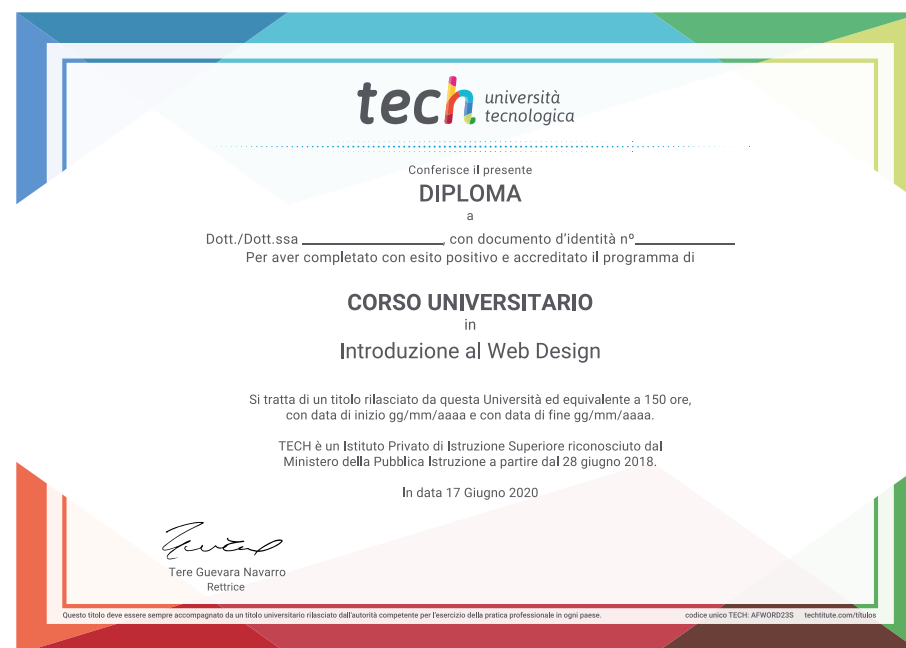 tech università
tecnologica
Conferisce il presente
DIPLOMA
a
Dott./Dott.ssa ____________________, con documento d'identità nº______________
Per aver completato con esito positivo e accreditato il programma di
CORSO UNIVERSITARIO
in
Introduzione al Web Design
Si tratta di un titolo rilasciato da questa Università ed equivalente a 150 ore,
con data di inizio gg/mm/aaaa e con data di fine gg/mm/aaaa.
TECH è un Istituto Privato di Istruzione Superiore riconosciuto dal
Ministero della Pubblica Istruzione a partire dal 28 giugno 2018.
In data 17 Giugno 2020
Tere Guevara Navarro
Rettrice
Questo titolo deve essere sempre accompagnato da un titolo universitario rilasciato dall'autorità competente per l'esercizio della pratica professionale in ogni paese. codice unico TECH: AFWORD23S techtitute.com/titulos